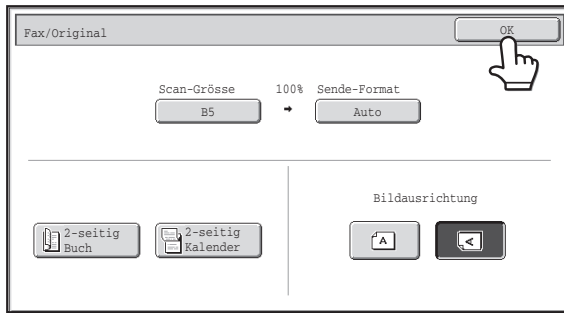 Fax/Original
OK
Scan-Grösse 100% Sende-Format
B5 → Auto
Bildausrichtung
2-seitig
Buch
2-seitig
Kalender
A
A